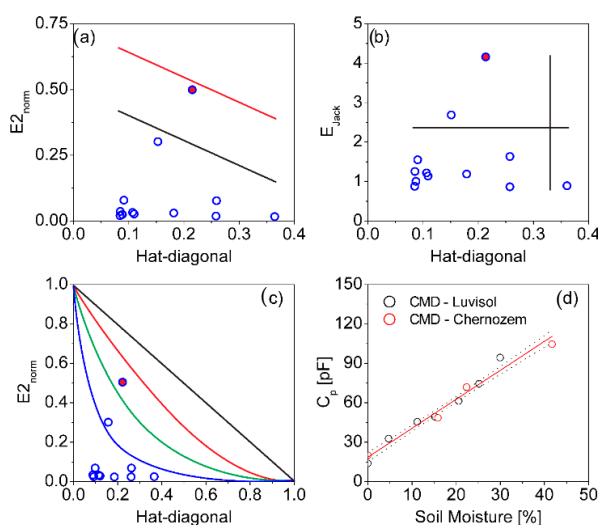 (a)
E2norm
0.75
0.50
0.25
0.00
0.0 0.1 0.2 0.3 0.4
Hat-diagonal
(b)
EJack
5
4
3
2
1
0
0.0 0.1 0.2 0.3 0.4
Hat-diagonal
(c)
E2norm
1.0
0.8
0.6
0.4
0.2
0.0
0.0 0.2 0.4 0.6 0.8 1.0
Hat-diagonal
(d)
CMD - Luvisol
CMD - Chernozem
Cp [pF]
150
120
90
60
30
0
0 10 20 30 40 50
Soil Moisture [%]